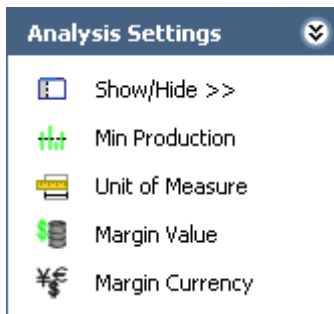 Analysis Settings
Show/Hide >>
Min Production
Unit of Measure
Margin Value
Margin Currency